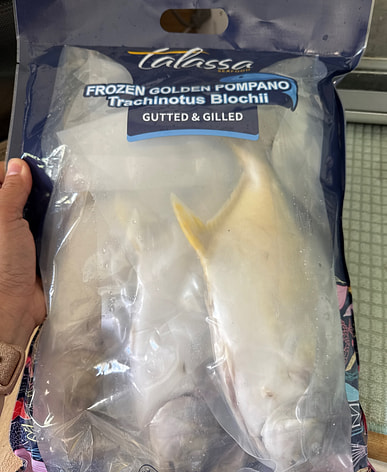 Talassa
SEAFOOD
FROZEN GOLDEN POMPANO
Trachinotus Blochii
GUTTED & GILLED